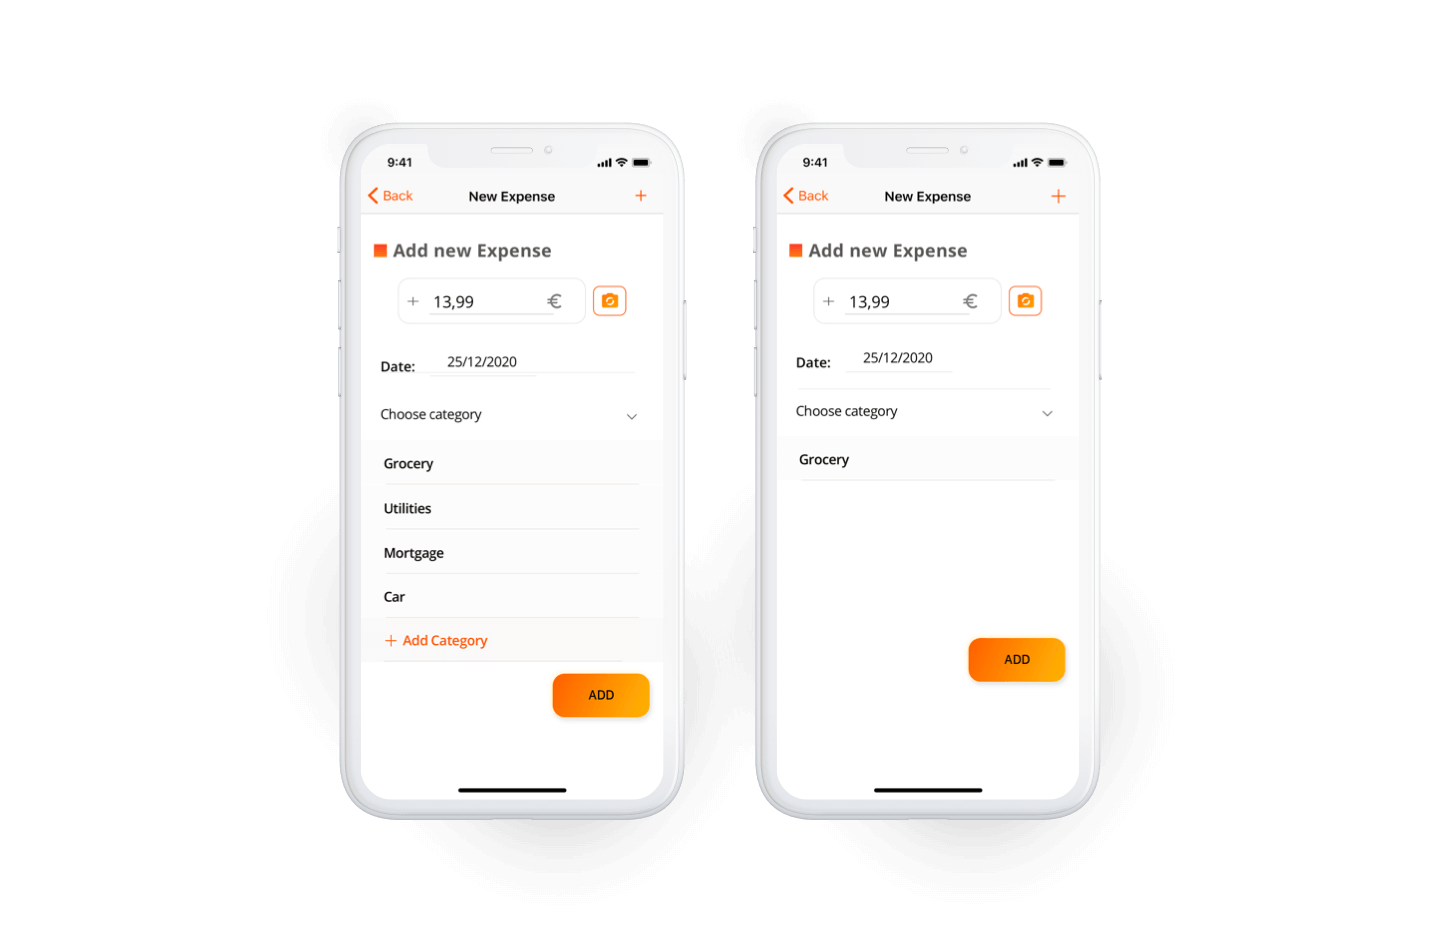 9:41
Back New Expense +
Add new Expense
+ 13,99 €
Date: 25/12/2020
Choose category
Grocery
Utilities
Mortgage
Car
+ Add Category
ADD
9:41
Back New Expense +
Add new Expense
+ 13,99 €
Date: 25/12/2020
Choose category
Grocery
ADD